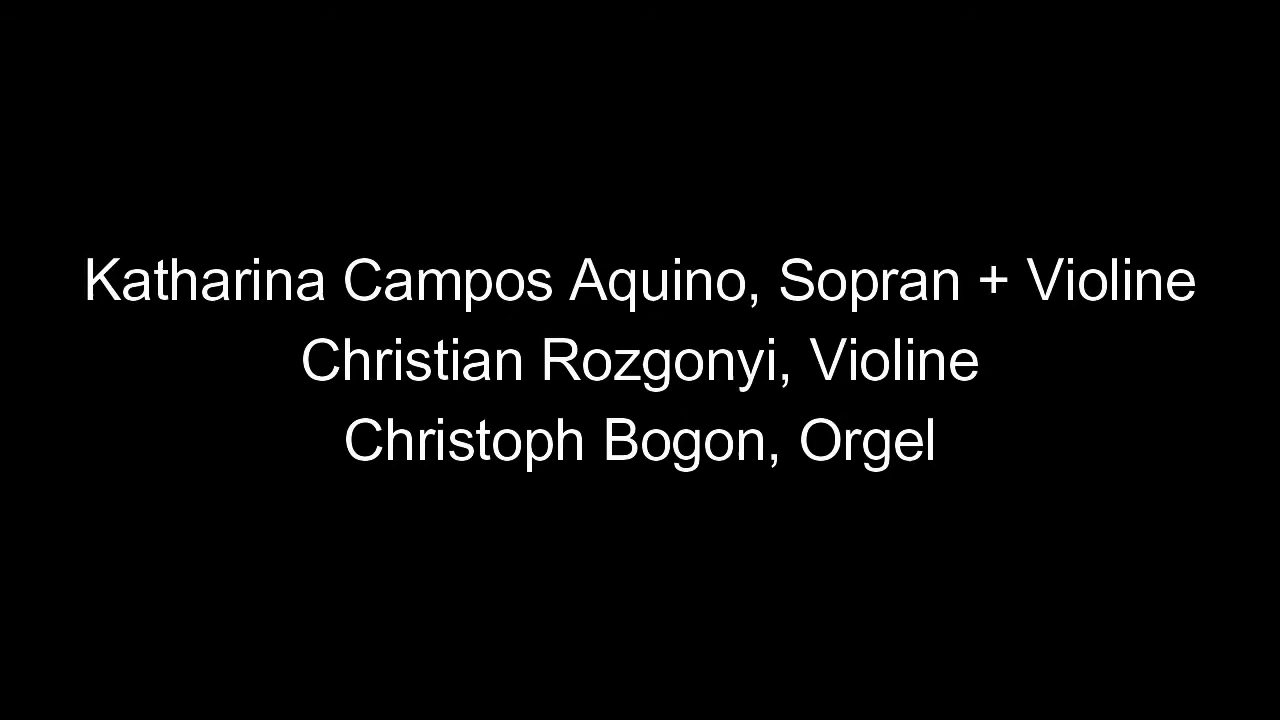 Katharina Campos Aquino, Sopran + Violine
Christian Rozgonyi, Violine
Christoph Bogon, Orgel